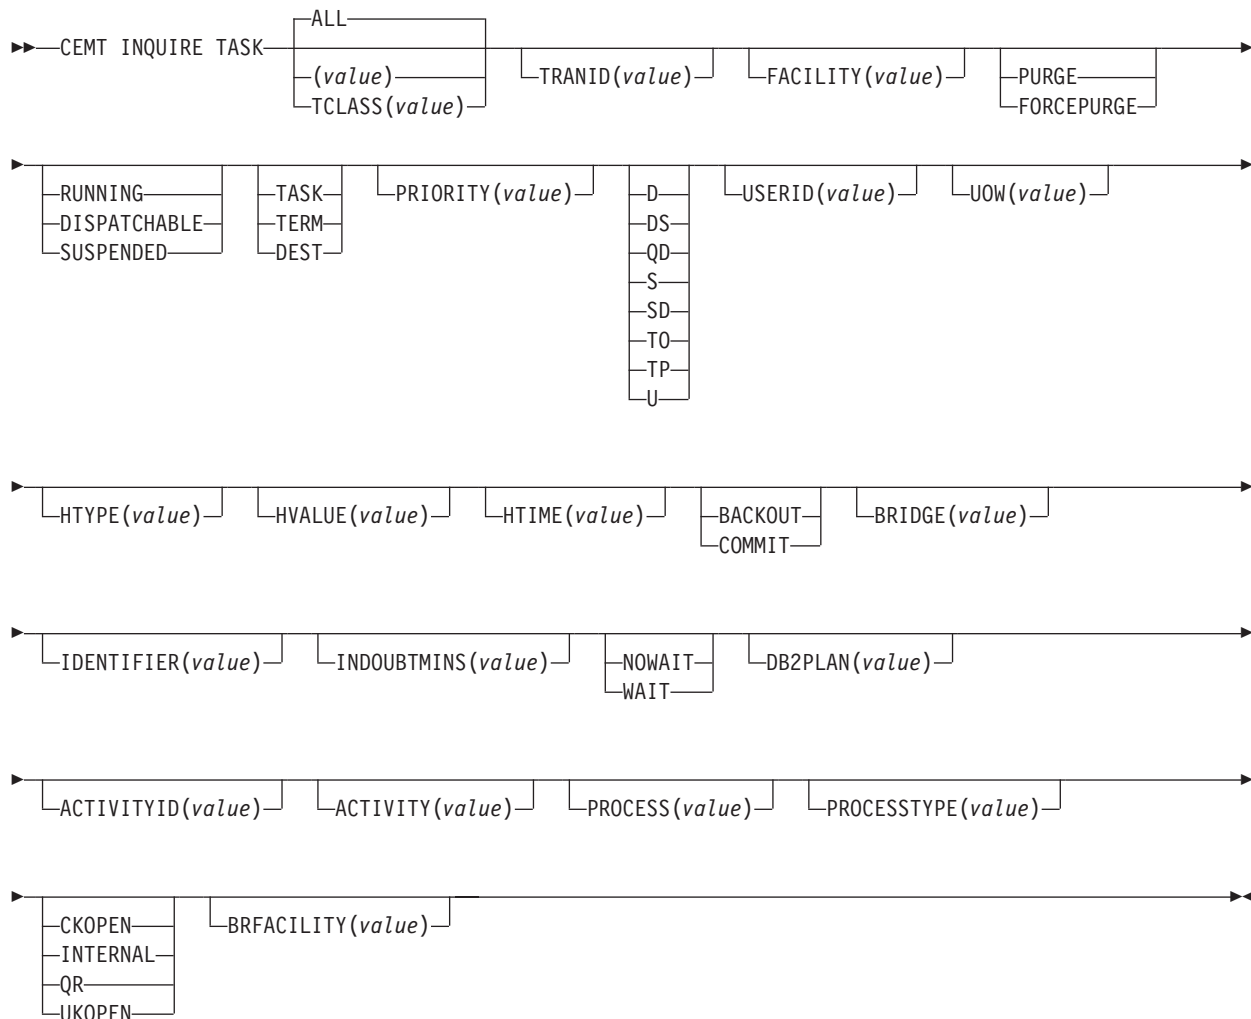 ALL
CEMT INQUIRE TASK
(value)
TCLASS(value)
TRANID(value)
FACILITY(value)
PURGE
FORCEPURGE
RUNNING
DISPATCHABLE
SUSPENDED
TASK
TERM
DEST
PRIORITY(value)
D
DS
QD
S
SD
TO
TP
U
USERID(value)
UOW(value)
HTYPE(value)
HVALUE(value)
HTIME(value)
BACKOUT
COMMIT
BRIDGE(value)
IDENTIFIER(value)
INDOUBTMINS(value)
NOWAIT
WAIT
DB2PLAN(value)
ACTIVITYID(value)
ACTIVITY(value)
PROCESS(value)
PROCESSTYPE(value)
CKOPEN
INTERNAL
QR
UKOPEN
BRFACILITY(value)